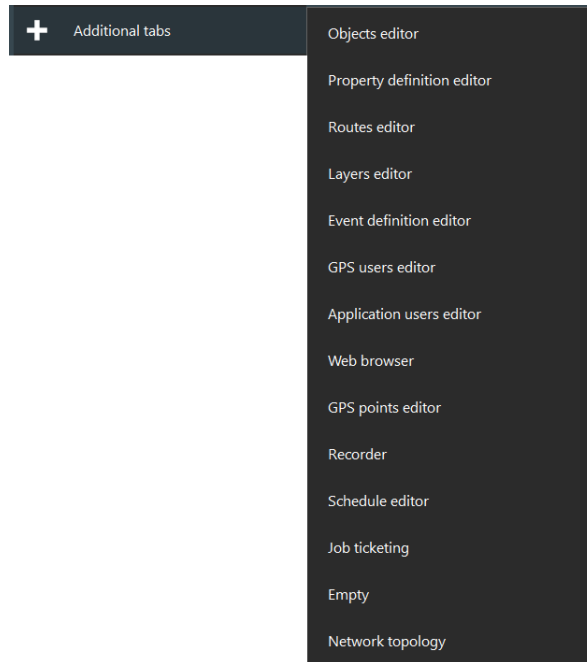 Additional tabs
Objects editor
Property definition editor
Routes editor
Layers editor
Event definition editor
GPS users editor
Application users editor
Web browser
GPS points editor
Recorder
Schedule editor
Job ticketing
Empty
Network topology